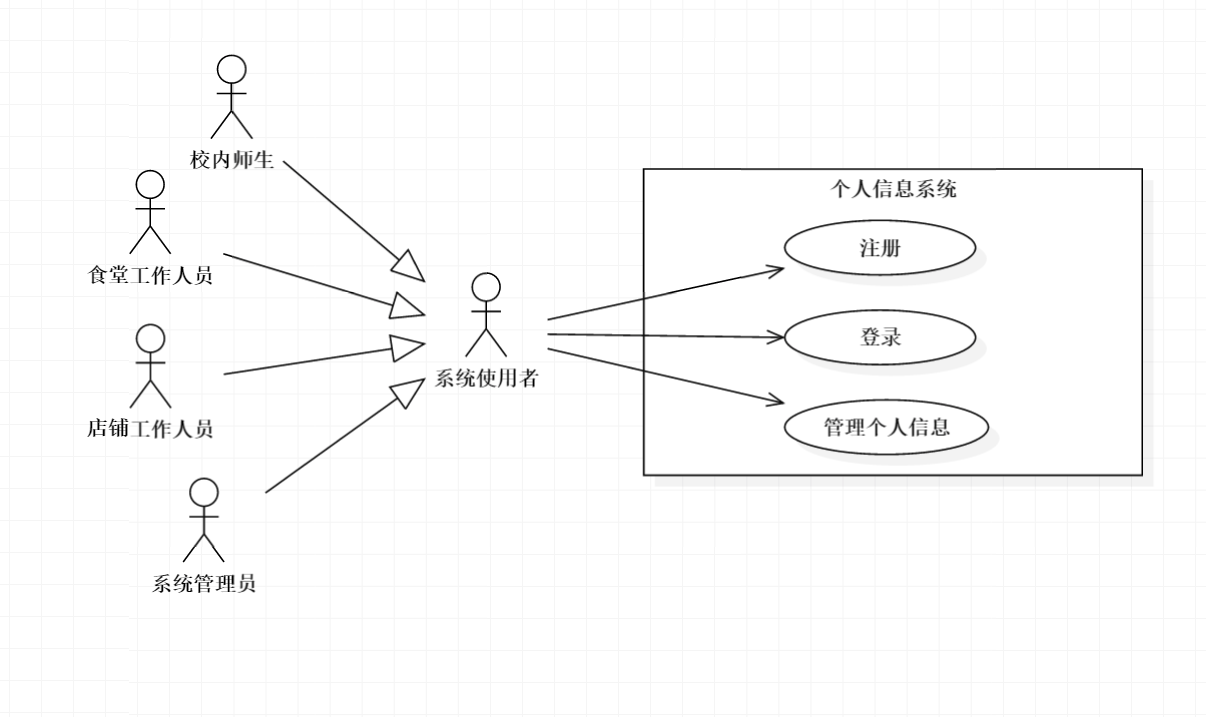 校内师生
食堂工作人员
店铺工作人员
系统管理员
系统使用者
个人信息系统
注册
登录
管理个人信息